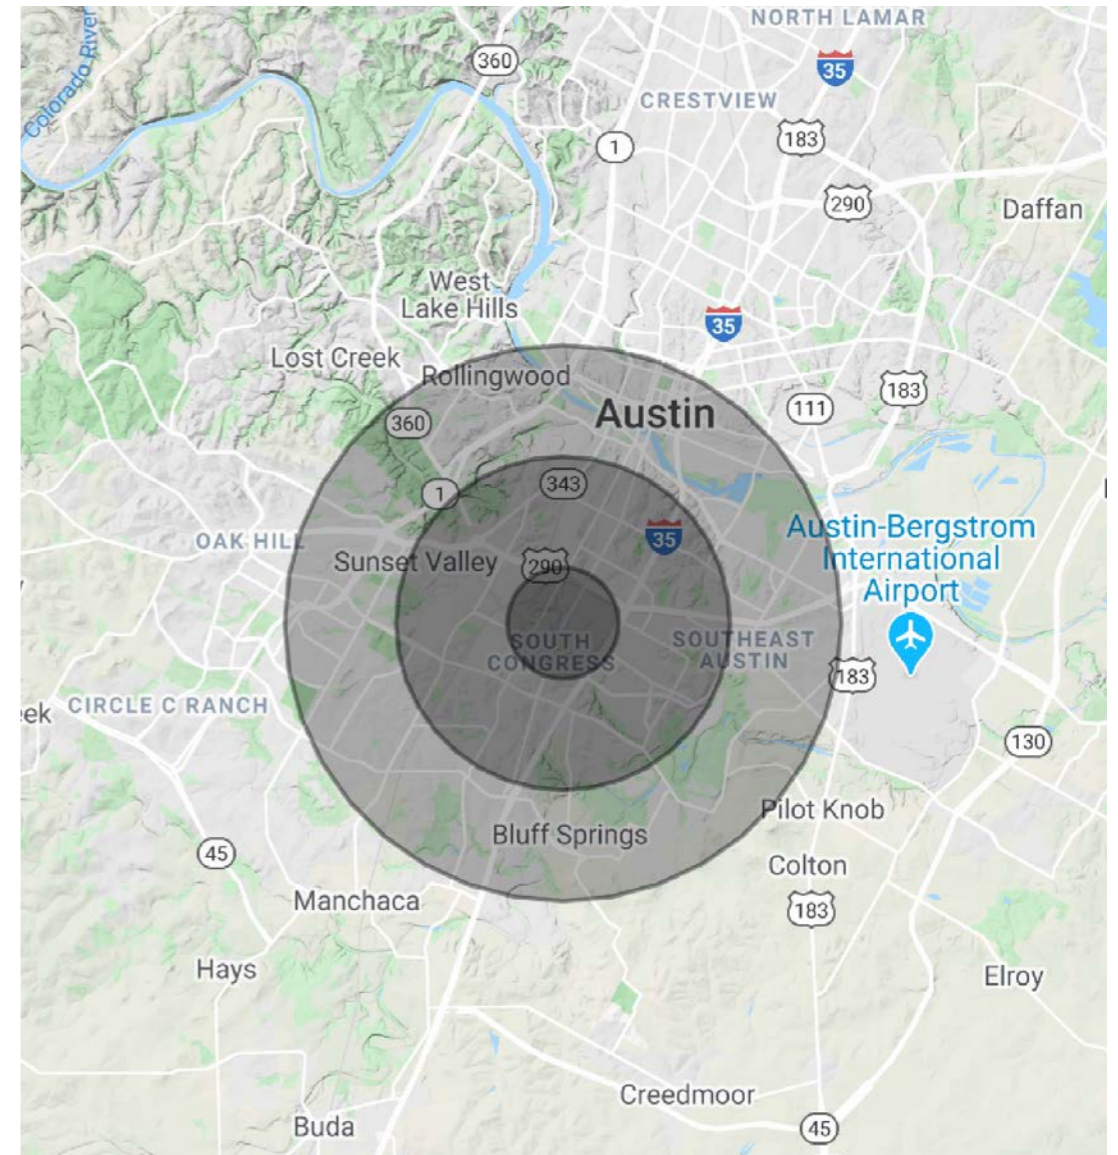 NORTH LAMAR
360
35
Colorado River
CRESTVIEW
183
1
290
Daffan
West
Lake Hills
35
Lost Creek
Rollingwood
183
360
Austin
111
1
343
Austin-Bergstrom
International
Airport
OAK HILL
35
Sunset Valley
290
SOUTH
CONGRESS
SOUTHEAST
AUSTIN
183
CIRCLE C RANCH
eek
130
Pilot Knob
Bluff Springs
45
Colton
Manchaca
183
Hays
Elroy
Creedmoor
Buda
45